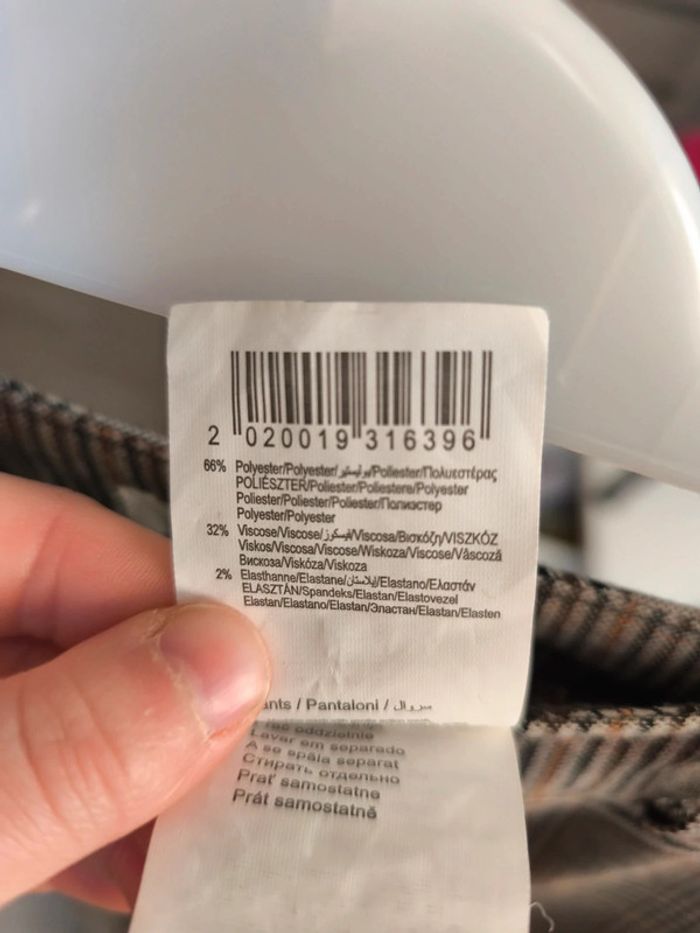 2 020019 316396
66% Polyester/Polyester/بوليستير/Poliester/Πολυεστέρας
POLIÉSZTER/Poliester/Poliestere/Polyester
Poliester/Poliester/Poliester/Полиэстер
Polyester/Polyester
32% Viscose/Viscose/فيسكوز/Viscosa/Βισκόζη/VISZKÓZ
Viskos/Viscosa/Viscose/Wiskoza/Viscose/Vâscoză
Вискоза/Viskóza/Viskoza
2% Elasthanne/Elastane/إيلاستان/Elastano/Ελαστάν
ELASZTÁN/Spandeks/Elastan/Elastovezel
Elastan/Elastano/Elastan/Эластан/Elastan/Elasten
/ Pantaloni / سروال
oddzielnie
Lavar em separado
A se spăla separat
Стирать отдельно
Prať samostatne
Prát samostatně